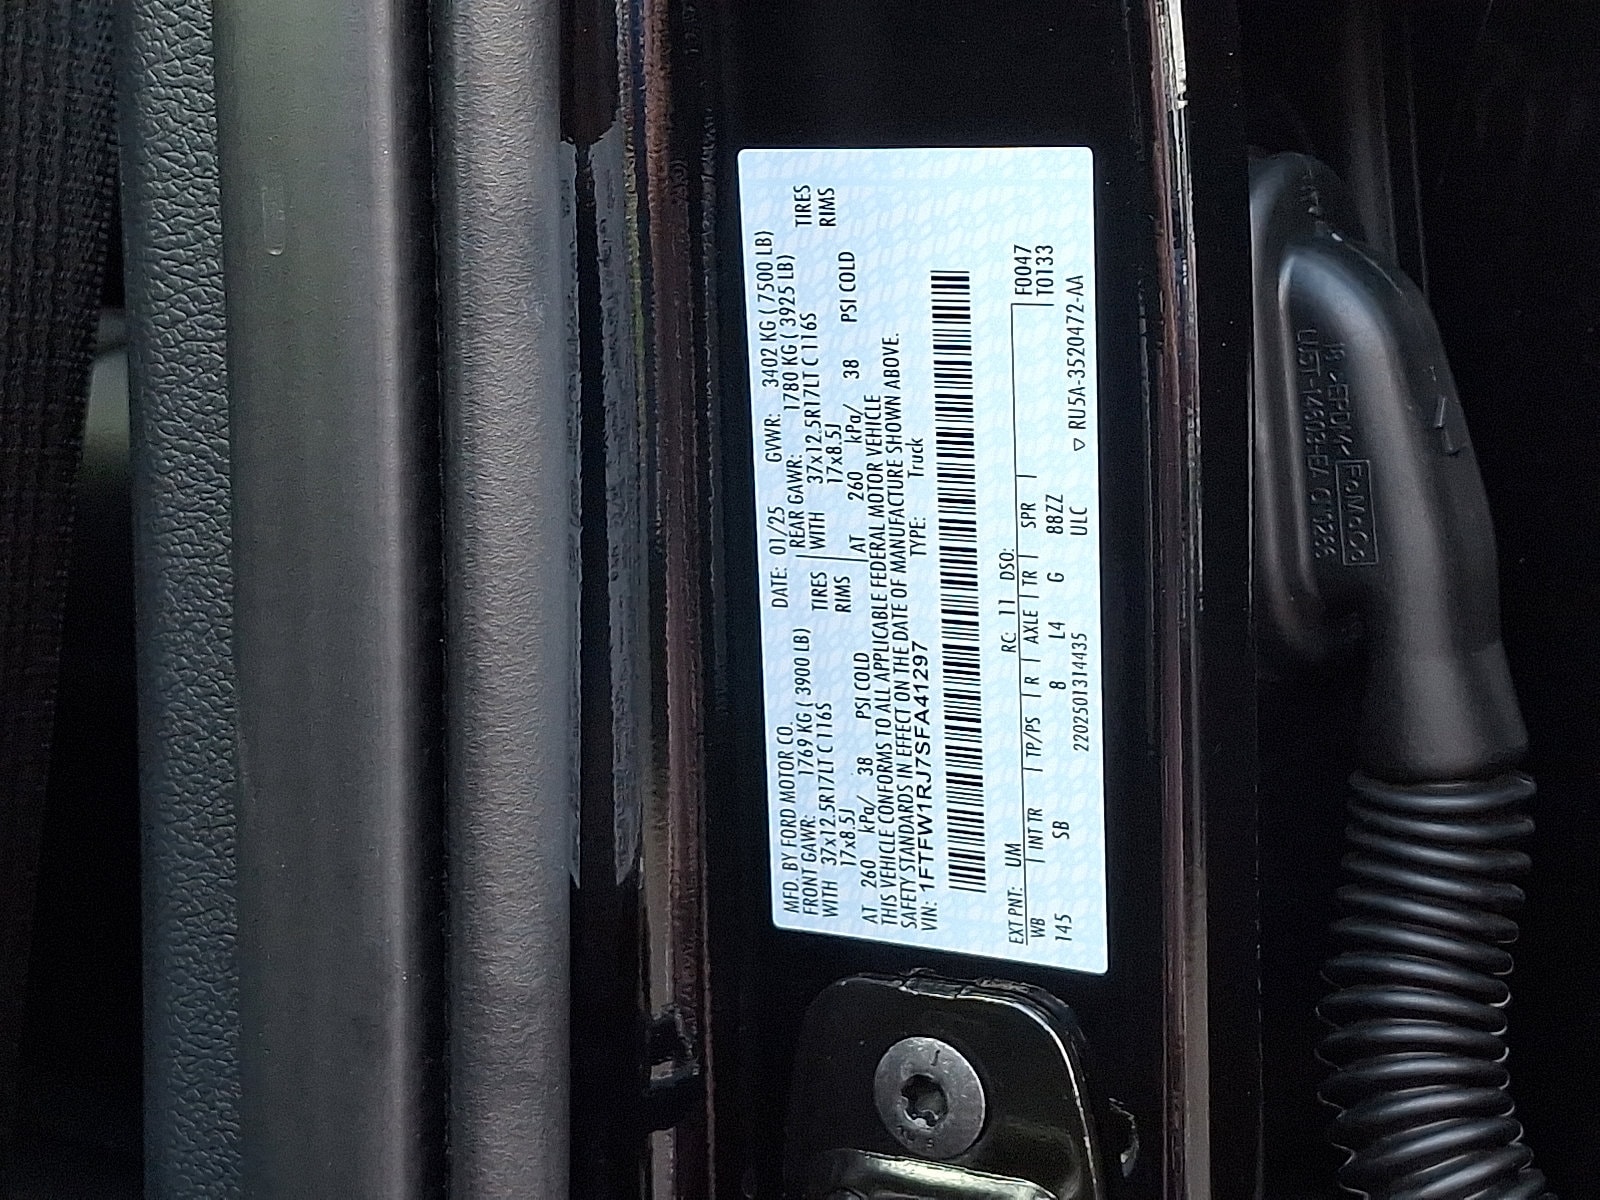 MFD. BY FORD MOTOR CO.
DATE: 01/25 GVWR: 3402 KG ( 7500 LB)
FRONT GAWR: 1769 KG ( 3900 LB) REAR GAWR: 1780 KG ( 3925 LB)
WITH 37x12.5R17LT C 116S TIRES WITH 37x12.5R17LT C 116S TIRES
17x8.5J RIMS 17x8.5J RIMS
AT 260 kPa/ 38 PSI COLD AT 260 kPa/ 38 PSI COLD
THIS VEHICLE CONFORMS TO ALL APPLICABLE FEDERAL MOTOR VEHICLE
SAFETY STANDARDS IN EFFECT ON THE DATE OF MANUFACTURE SHOWN ABOVE.
VIN: 1FTFW1RJ7SFA41297 TYPE: Truck
EXT PNT: UM RC: 11 DSO: F0047
WB INT TR TP/PS R AXLE TR SPR T0133
145 SB 8 L4 G 88ZZ
220250131443​5 ULC ▽ RU5A-3520472-AA
FoMoCo